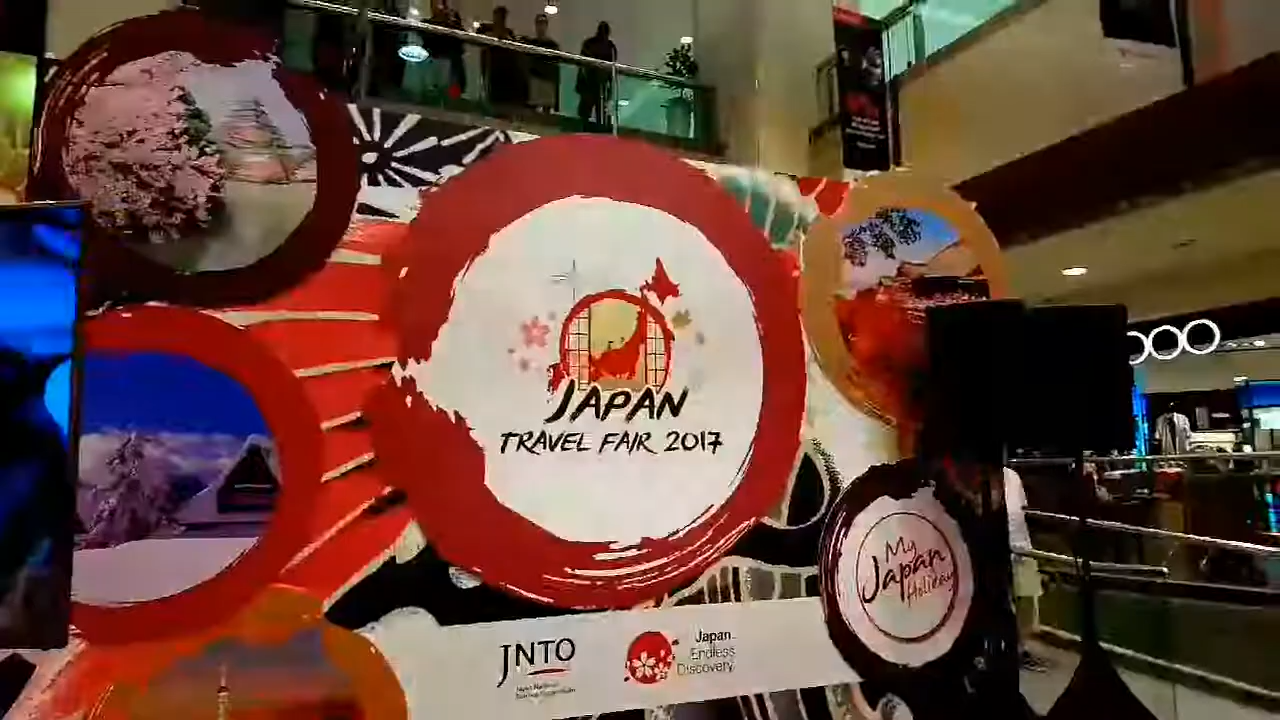 JAPAN
TRAVEL FAIR 2017
My
Japan
Holiday
JNTO
Japan
Endless
Discovery